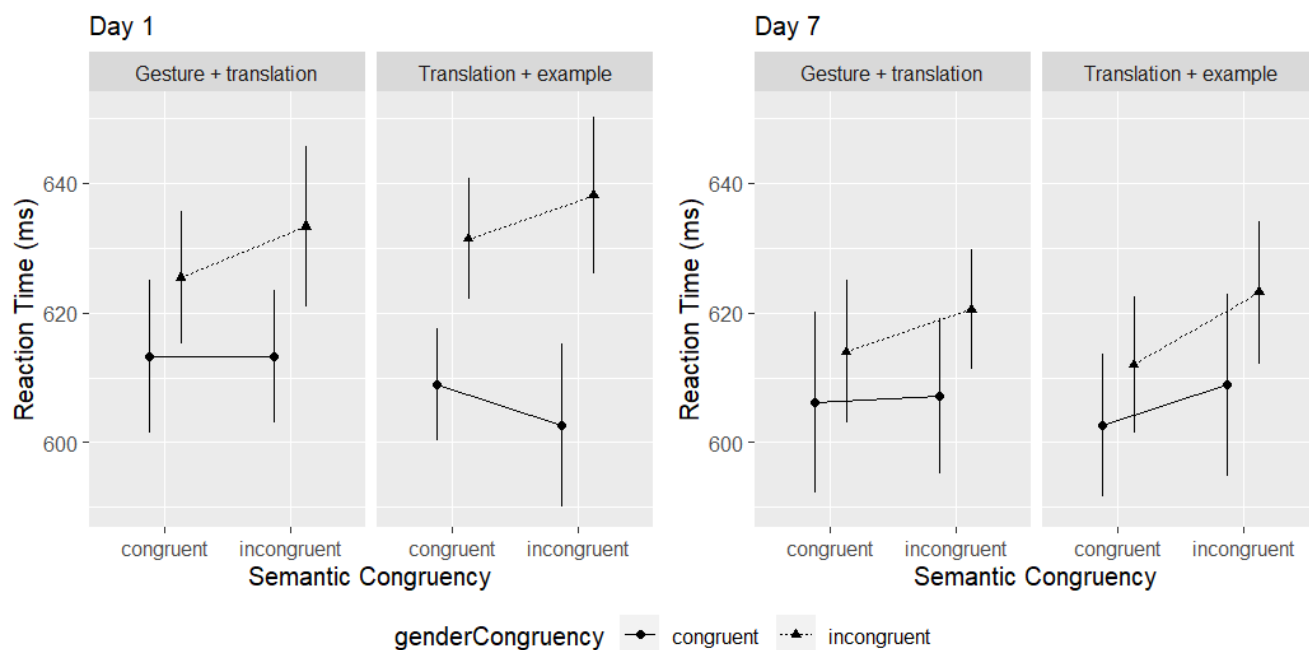 Day 1
Day 7
Gesture + translation
Translation + example
Gesture + translation
Translation + example
Reaction Time (ms)
640
620
600
Reaction Time (ms)
640
620
600
congruent
incongruent
congruent
incongruent
congruent
incongruent
congruent
incongruent
Semantic Congruency
Semantic Congruency
genderCongruency
congruent
incongruent